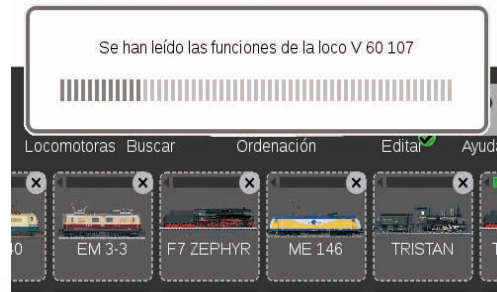 Se han leído las funciones de la loco V 60 107
Locomotoras Buscar Ordenación Editar Ayuda
EM 3-3 F7 ZEPHYR ME 146 TRISTAN